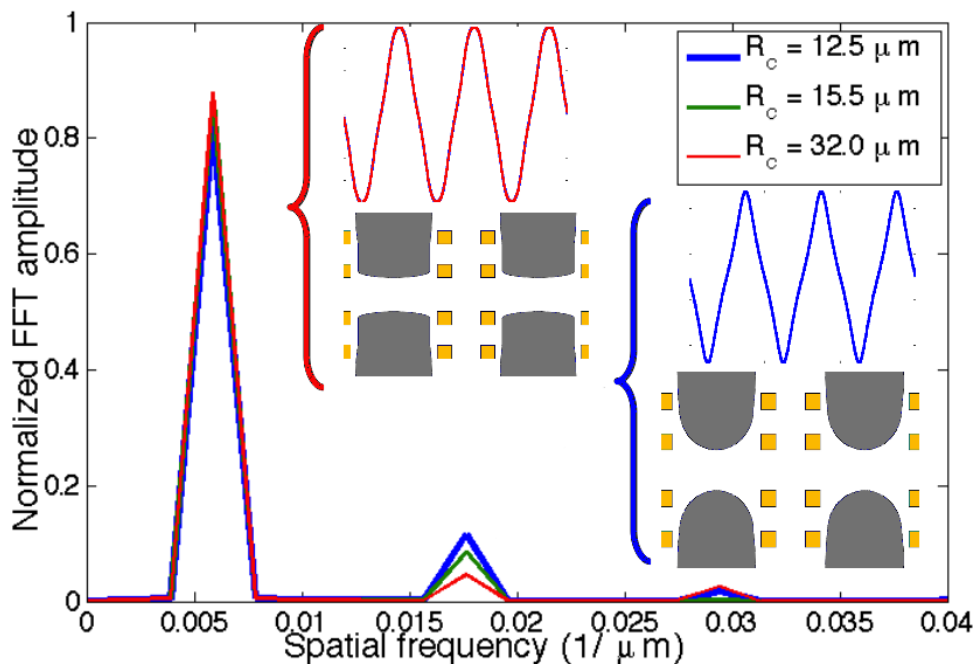 Normalized FFT amplitude
1
0.8
0.6
0.4
0.2
0
0 0.005 0.01 0.015 0.02 0.025 0.03 0.035 0.04
Spatial frequency (1/ μ m)
R_c = 12.5 μ m
R_c = 15.5 μ m
R_c = 32.0 μ m